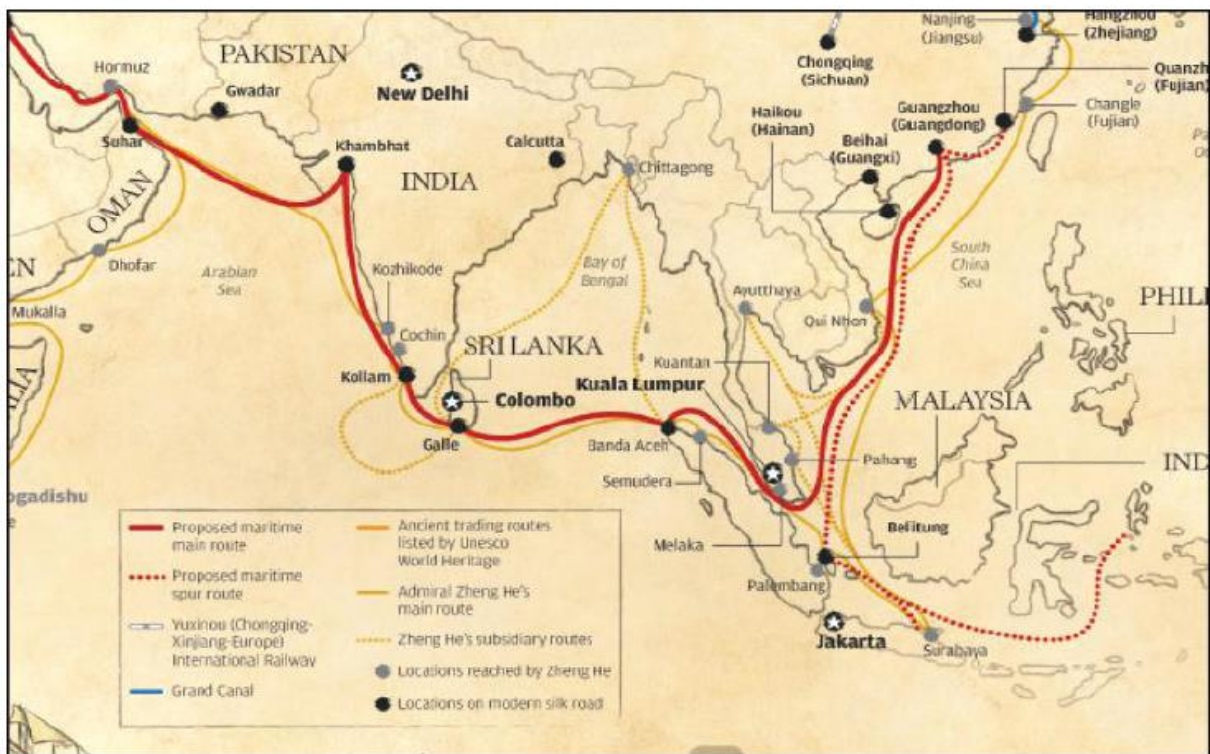 Nanjing
(Jiangsu)
Hangzhou
(Zhejiang)
PAKISTAN
Hormuz
Gwadar
New Delhi
Chongqing
(Sichuan)
Quanzh
(Fujian)
Haikou
(Hainan)
Guangzhou
(Guangdong)
Changle
(Fujian)
Suhar
Khambhat
Calcutta
Beihai
(Guangxi)
Chittagong
INDIA
OMAN
EN
Dhofar
Arabian
Sea
Kozhikode
Bay of
Bengal
Ayutthaya
South
China
Sea
Qui Nhon
PHILI
Mukalla
Cochin
SRI LANKA
Kuantan
Kollam
Colombo
Kuala Lumpur
MALAYSIA
ALIA
Galle
Banda Aceh
Pahang
Semudera
IND
ogadishu
Belitung
Melaka
Palembang
Jakarta
Surabaya
Proposed maritime
main route
Proposed maritime
spur route
Yuxinou (Chongqing-
Xinjiang-Europe)
International Railway
Grand Canal
Ancient trading routes
listed by Unesco
World Heritage
Admiral Zheng He's
main route
Zheng He's subsidiary routes
Locations reached by Zheng He
Locations on modern silk road